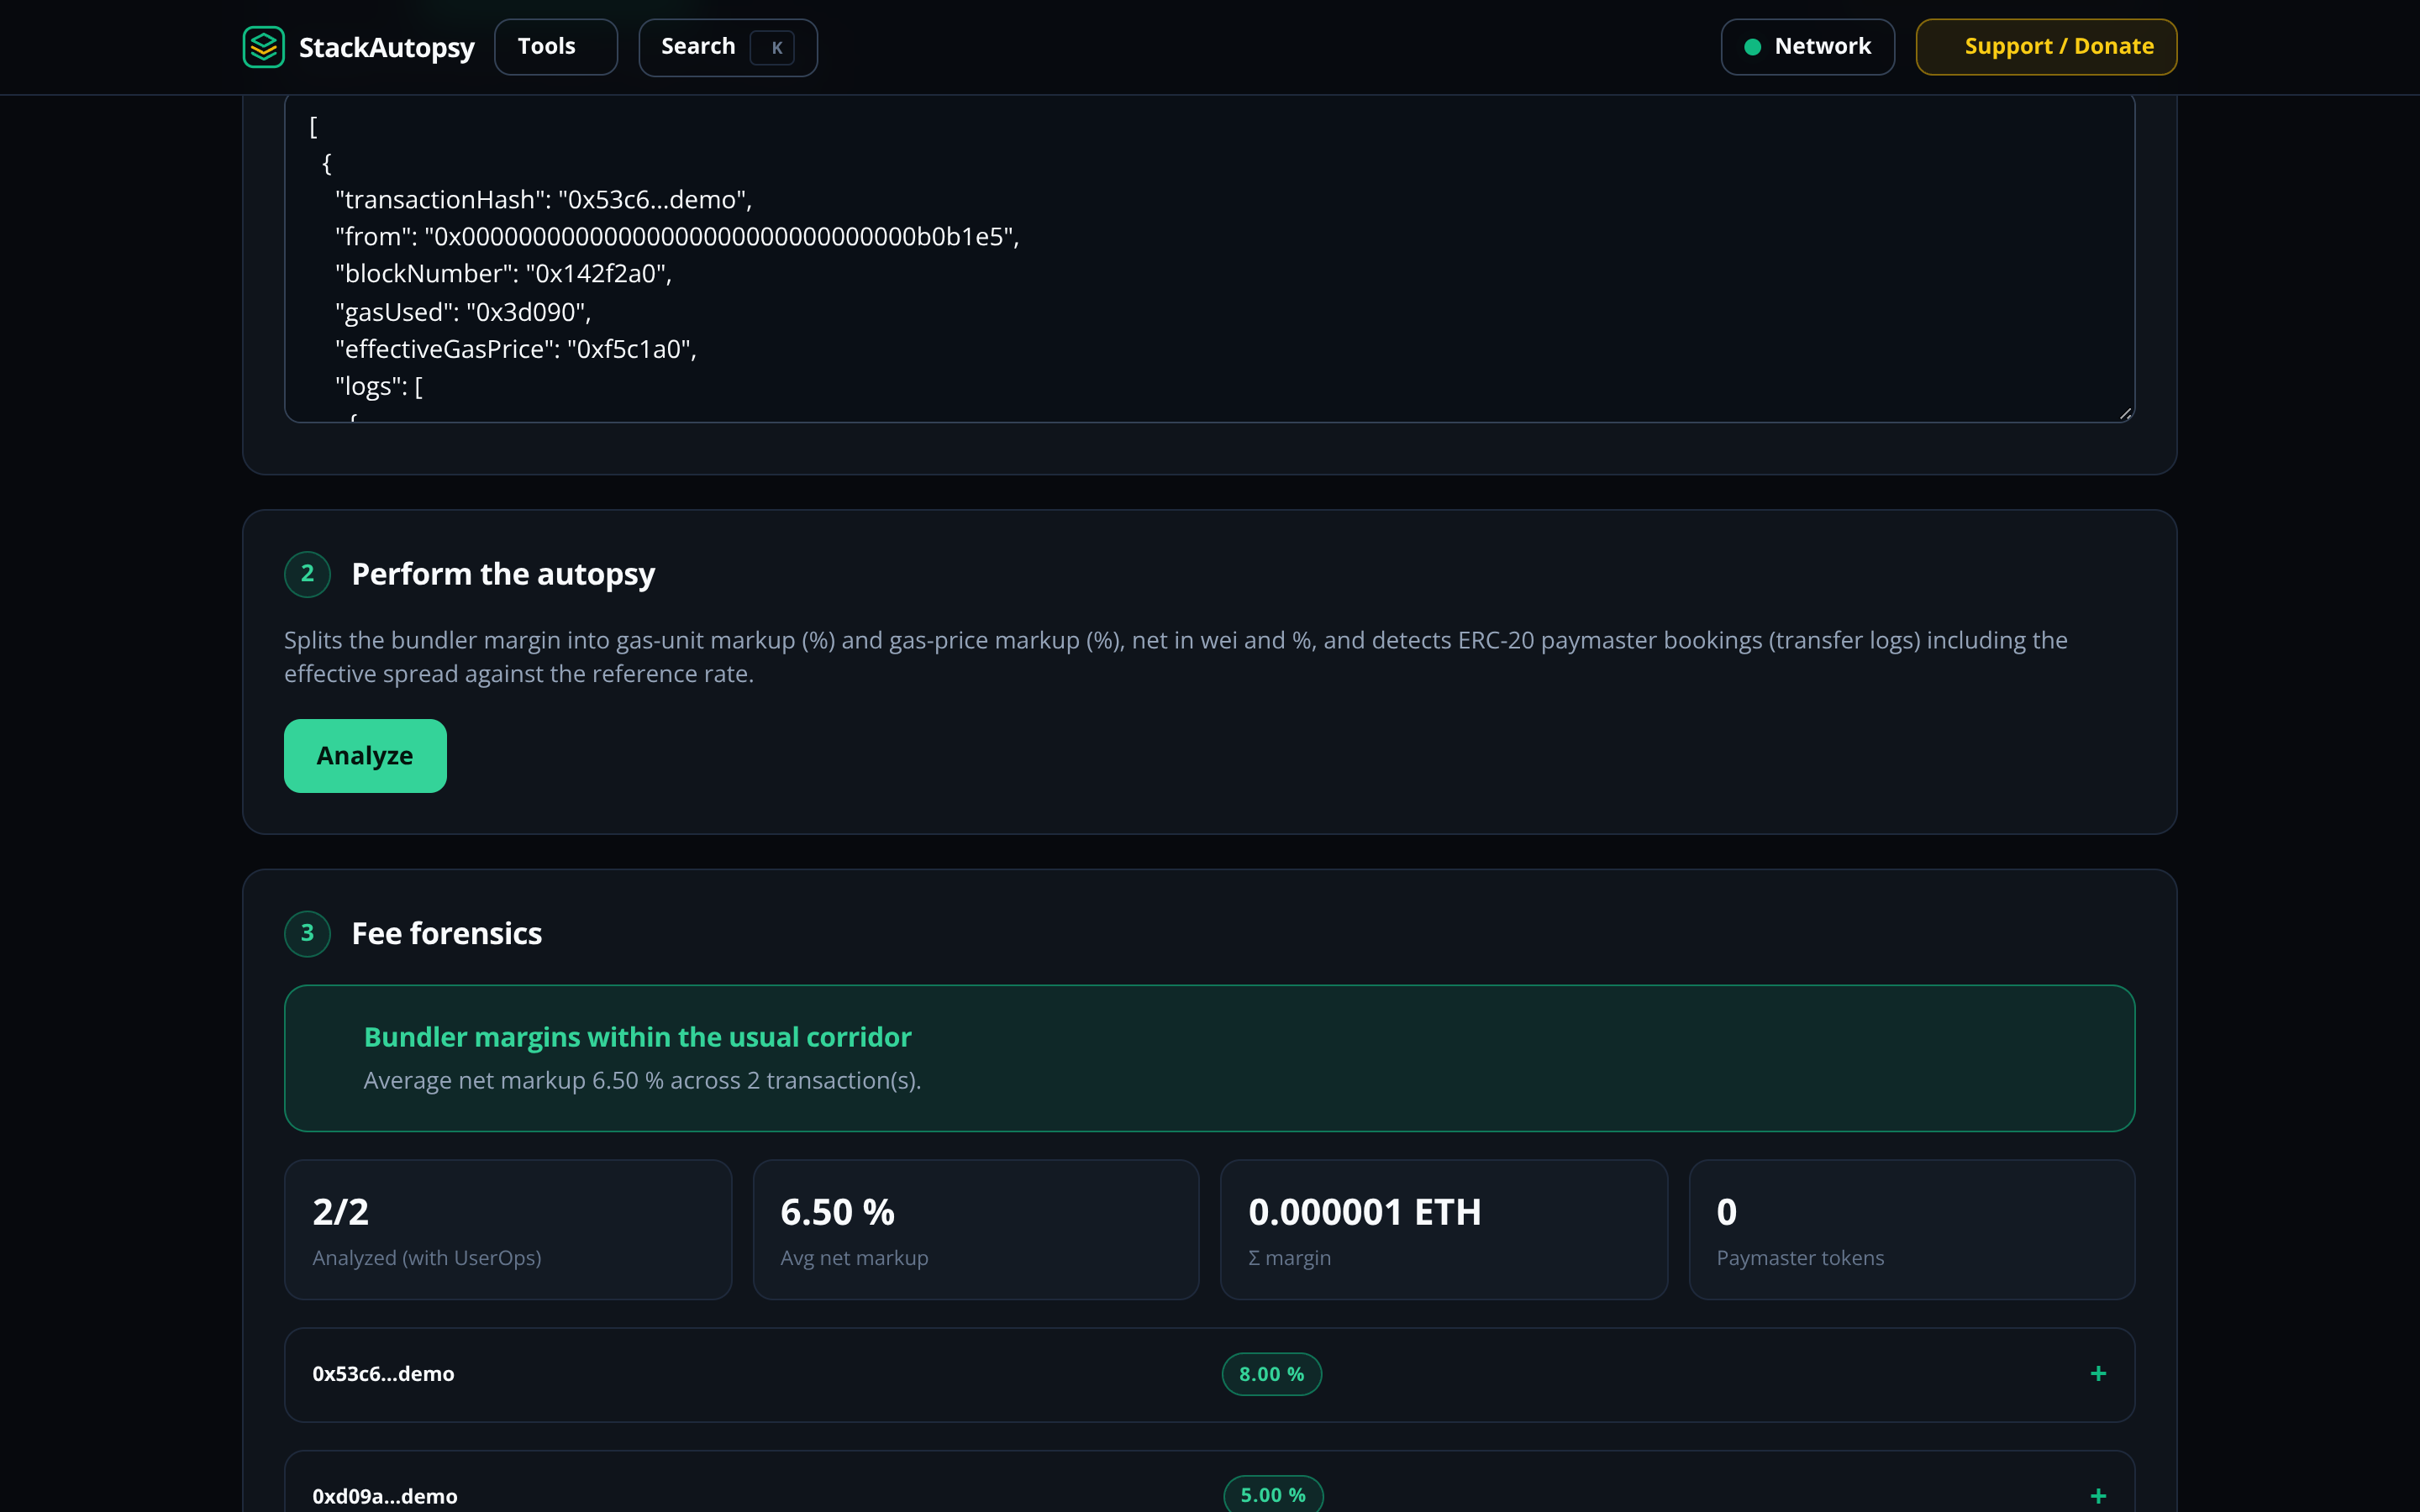 StackAutopsy
Tools
Search K
Network
Support / Donate
[
{
"transactionHash": "0x53c6...demo",
"from": "0x0000000000000000000000000000000000b0b1e5",
"blockNumber": "0x142f2a0",
"gasUsed": "0x3d090",
"effectiveGasPrice": "0xf5c1a0",
"logs": [
{
2 Perform the autopsy
Splits the bundler margin into gas-unit markup (%) and gas-price markup (%), net in wei and %, and detects ERC-20 paymaster bookings (transfer logs) including the
effective spread against the reference rate.
Analyze
3 Fee forensics
Bundler margins within the usual corridor
Average net markup 6.50 % across 2 transaction(s).
2/2
Analyzed (with UserOps)
6.50 %
Avg net markup
0.000001 ETH
Σ margin
0
Paymaster tokens
0x53c6...demo 8.00 % +
0xd09a...demo 5.00 % +